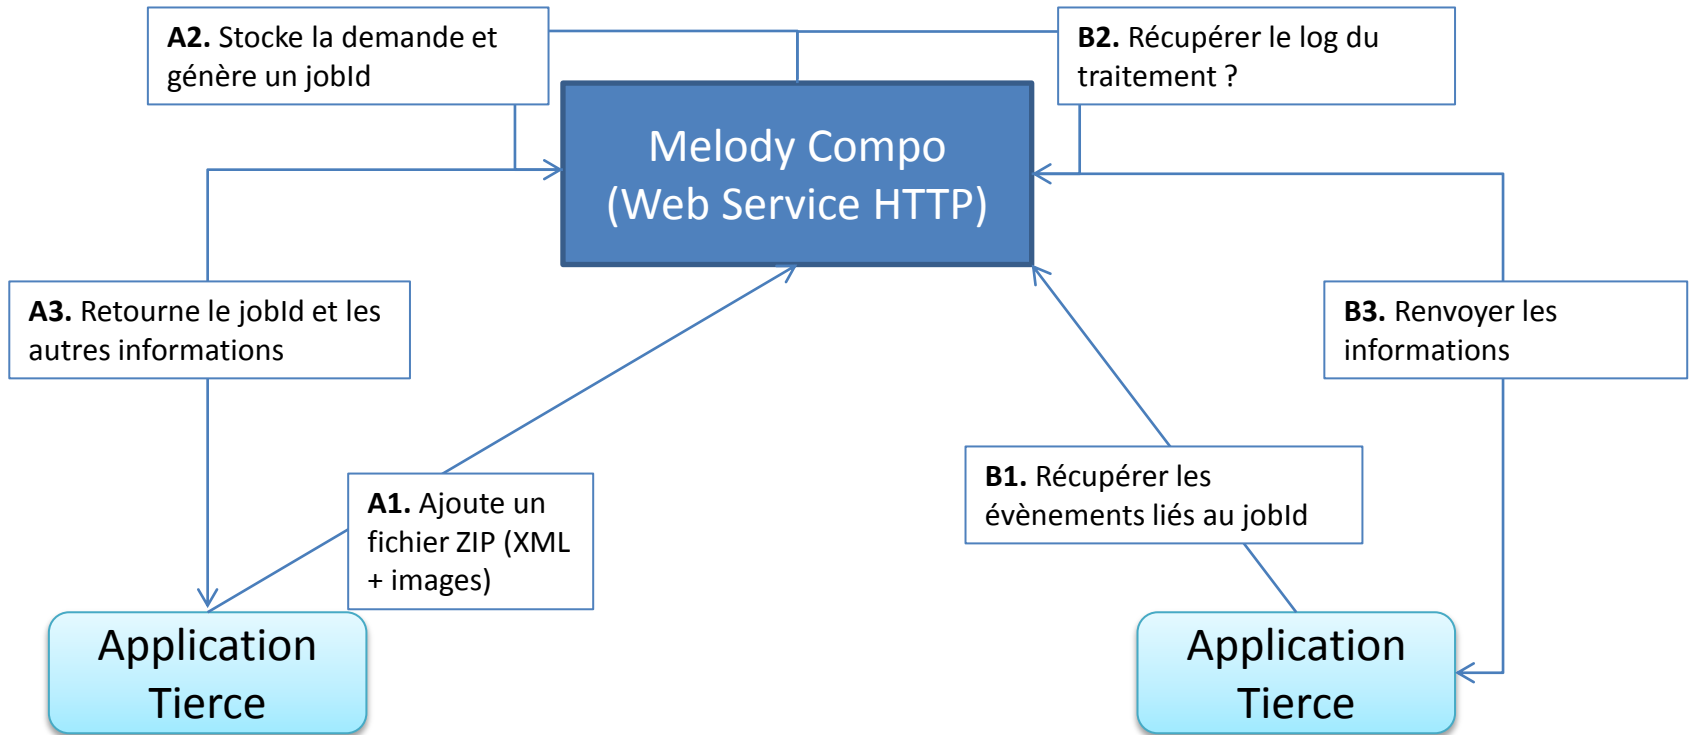 A2. Stocke la demande et
génère un jobId
B2. Récupérer le log du
traitement ?
Melody Compo
(Web Service HTTP)
A3. Retourne le jobId et les
autres informations
B3. Renvoyer les
informations
A1. Ajoute un
fichier ZIP (XML
+ images)
B1. Récupérer les
évènements liés au jobId
Application
Tierce
Application
Tierce